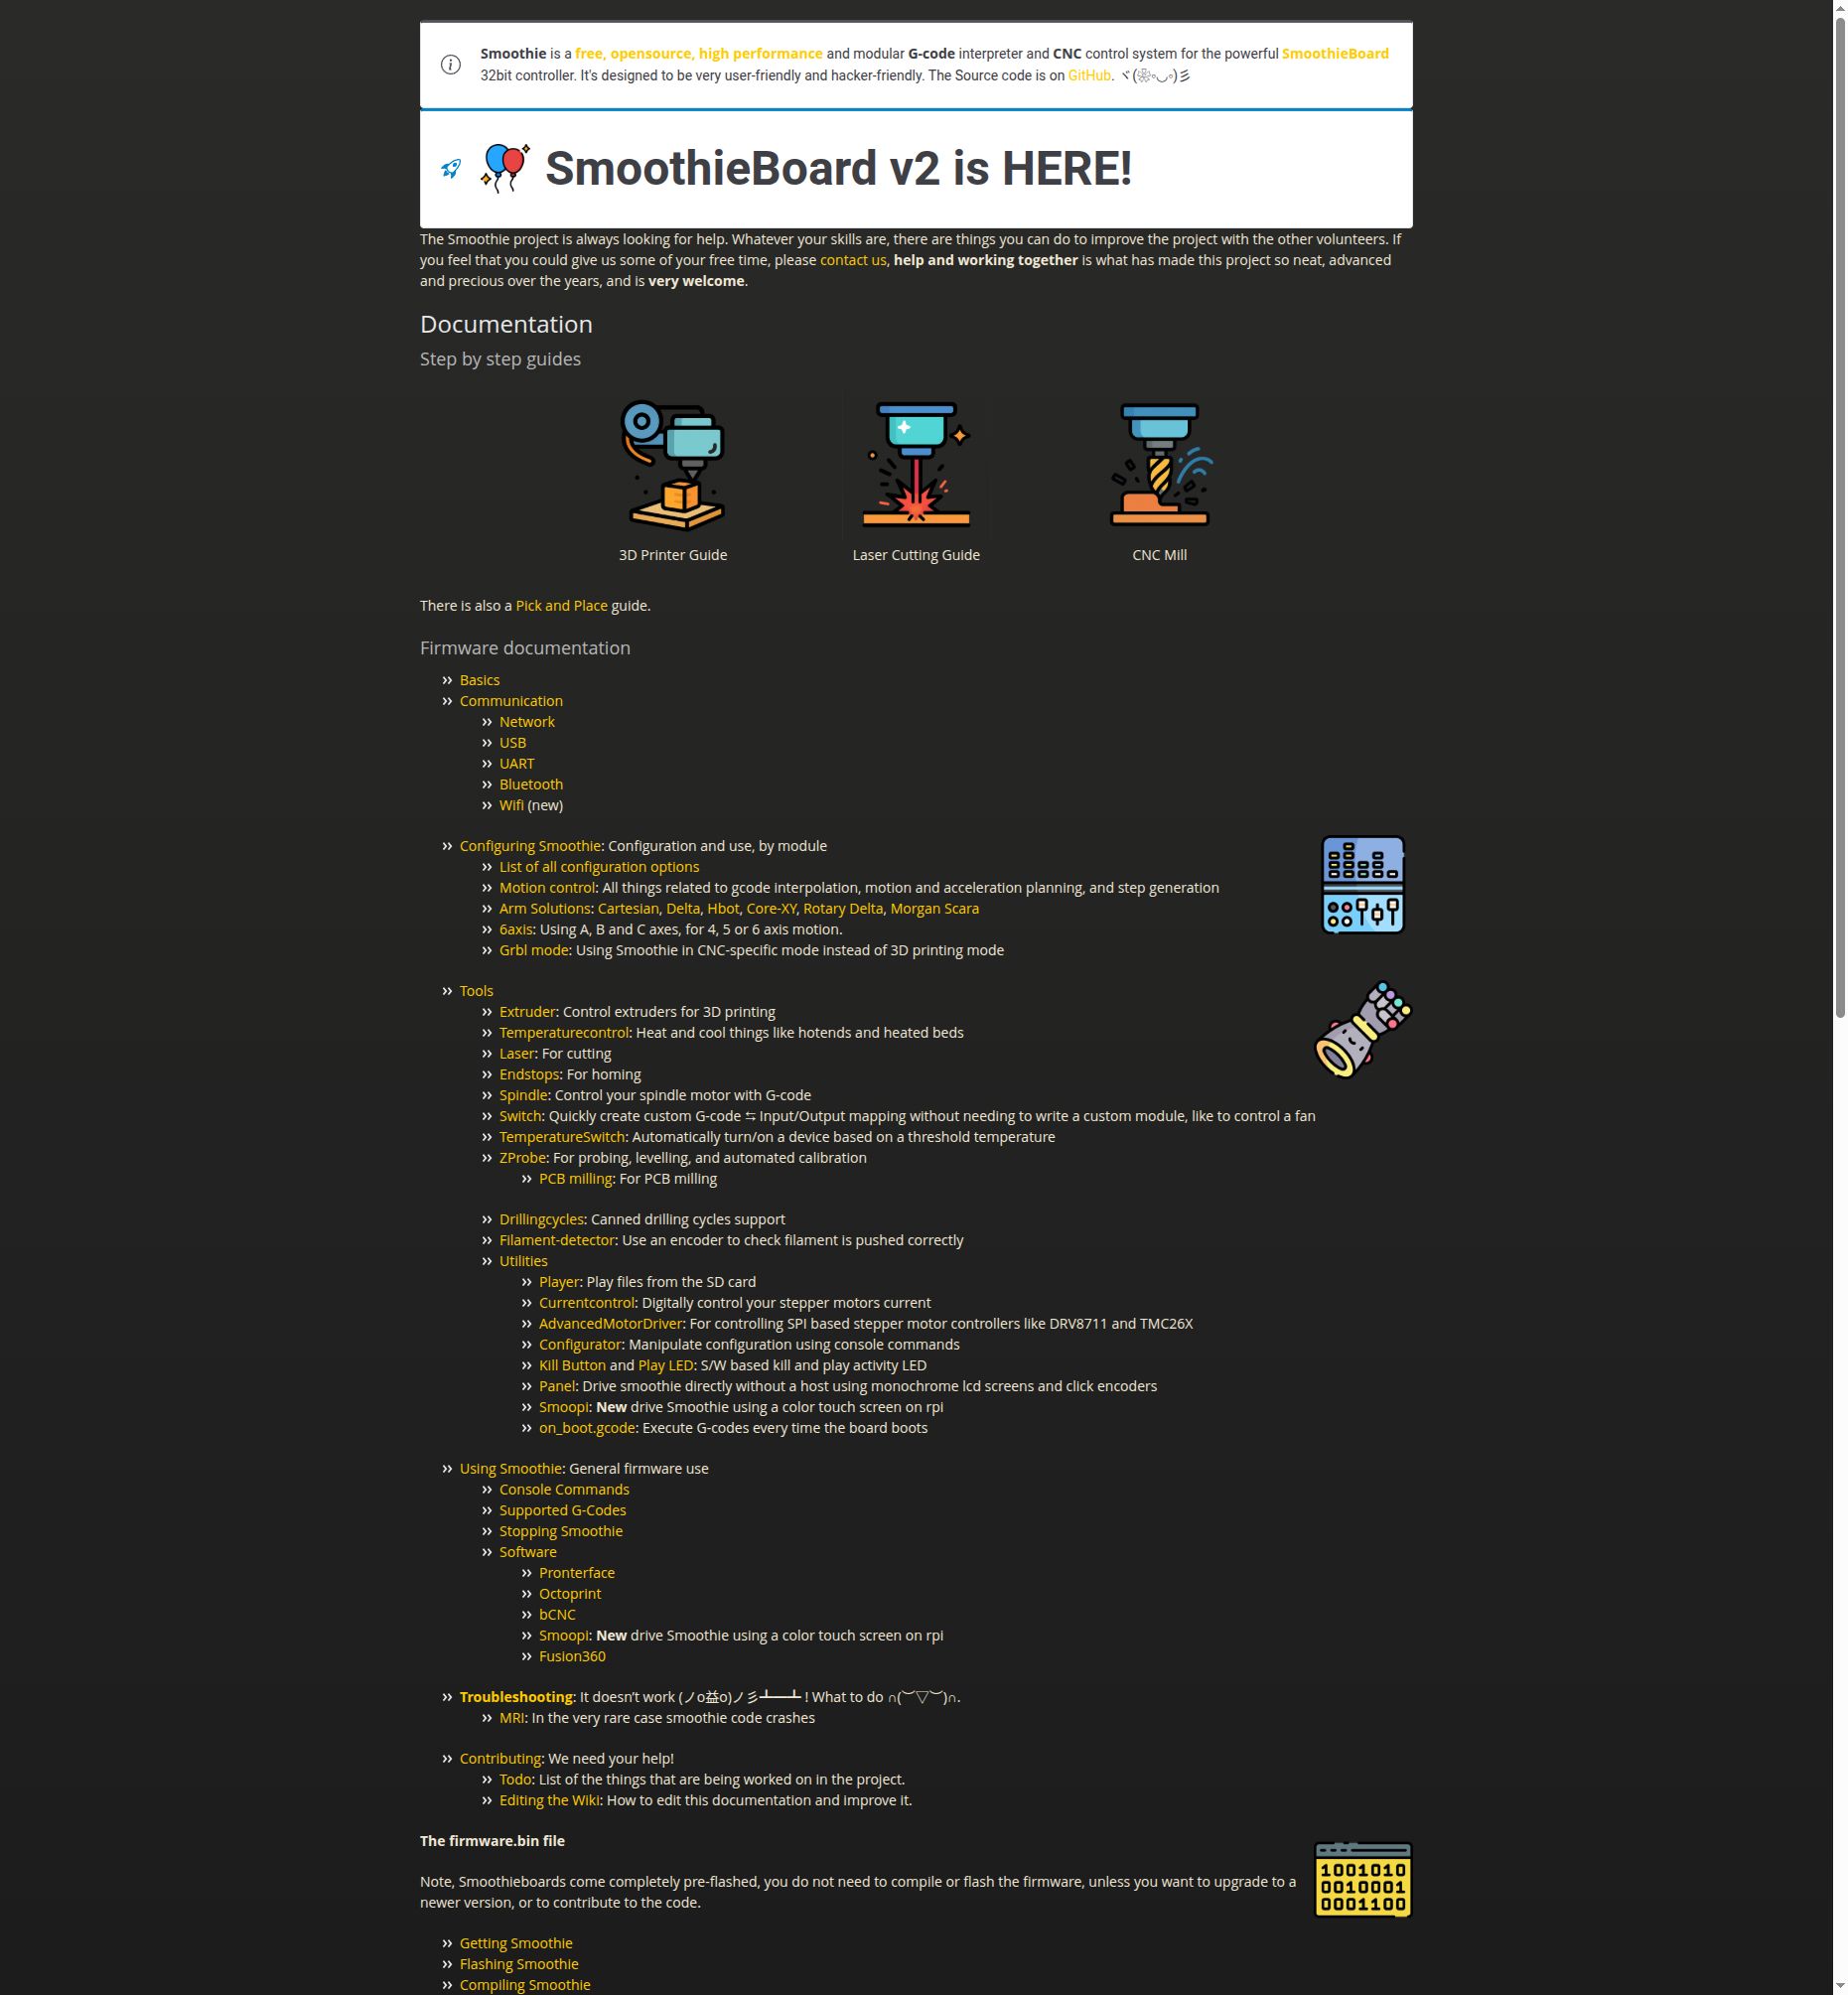 Smoothie is a free, opensource, high performance and modular G-code interpreter and CNC control system for the powerful SmoothieBoard
32bit controller. It's designed to be very user-friendly and hacker-friendly. The Source code is on GitHub. ヾ(❀◦◡◦)彡
SmoothieBoard v2 is HERE!
The Smoothie project is always looking for help. Whatever your skills are, there are things you can do to improve the project with the other volunteers. If
you feel that you could give us some of your free time, please contact us, help and working together is what has made this project so neat, advanced
and precious over the years, and is very welcome.
Documentation
Step by step guides
3D Printer Guide
Laser Cutting Guide
CNC Mill
There is also a Pick and Place guide.
Firmware documentation
» Basics
» Communication
» Network
» USB
» UART
» Bluetooth
» Wifi (new)
» Configuring Smoothie: Configuration and use, by module
» List of all configuration options
» Motion control: All things related to gcode interpolation, motion and acceleration planning, and step generation
» Arm Solutions: Cartesian, Delta, Hbot, Core-XY, Rotary Delta, Morgan Scara
» 6axis: Using A, B and C axes, for 4, 5 or 6 axis motion.
» Grbl mode: Using Smoothie in CNC-specific mode instead of 3D printing mode
» Tools
» Extruder: Control extruders for 3D printing
» Temperaturecontrol: Heat and cool things like hotends and heated beds
» Laser: For cutting
» Endstops: For homing
» Spindle: Control your spindle motor with G-code
» Switch: Quickly create custom G-code ⇆ Input/Output mapping without needing to write a custom module, like to control a fan
» TemperatureSwitch: Automatically turn/on a device based on a threshold temperature
» ZProbe: For probing, levelling, and automated calibration
» PCB milling: For PCB milling
» Drillingcycles: Canned drilling cycles support
» Filament-detector: Use an encoder to check filament is pushed correctly
» Utilities
» Player: Play files from the SD card
» Currentcontrol: Digitally control your stepper motors current
» AdvancedMotorDriver: For controlling SPI based stepper motor controllers like DRV8711 and TMC26X
» Configurator: Manipulate configuration using console commands
» Kill Button and Play LED: S/W based kill and play activity LED
» Panel: Drive smoothie directly without a host using monochrome lcd screens and click encoders
» Smoopi: New drive Smoothie using a color touch screen on rpi
» on_boot.gcode: Execute G-codes every time the board boots
» Using Smoothie: General firmware use
» Console Commands
» Supported G-Codes
» Stopping Smoothie
» Software
» Pronterface
» Octoprint
» bCNC
» Smoopi: New drive Smoothie using a color touch screen on rpi
» Fusion360
» Troubleshooting: It doesn't work (ノo益o)ノ彡┻━┻ ! What to do ∩(︶▽︶)∩.
» MRI: In the very rare case smoothie code crashes
» Contributing: We need your help!
» Todo: List of the things that are being worked on in the project.
» Editing the Wiki: How to edit this documentation and improve it.
The firmware.bin file
1001010
0010001
0001100
Note, Smoothieboards come completely pre-flashed, you do not need to compile or flash the firmware, unless you want to upgrade to a
newer version, or to contribute to the code.
» Getting Smoothie
» Flashing Smoothie
» Compiling Smoothie